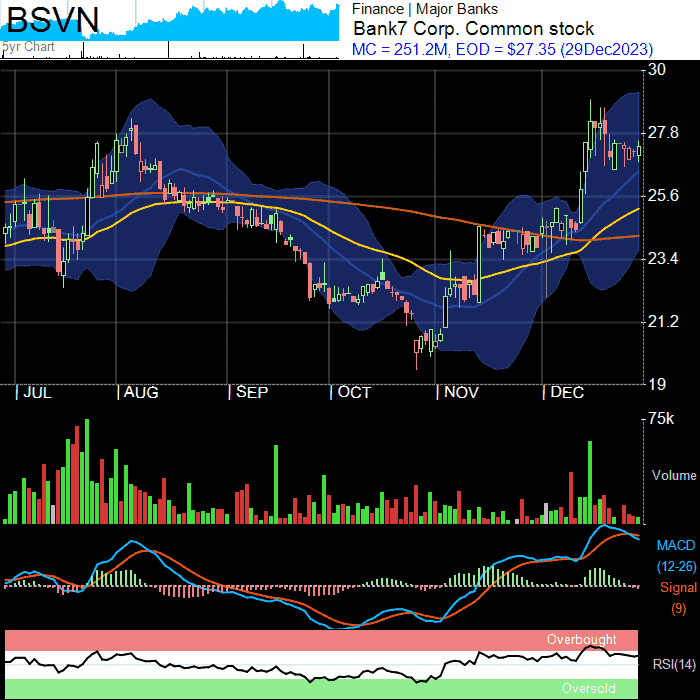 BSVN
5yr Chart
Finance | Major Banks
Bank7 Corp. Common stock
MC = 251.2M, EOD = $27.35 (29Dec2023)
30
27.8
25.6
23.4
21.2
19
JUL AUG SEP OCT NOV DEC
75k
Volume
MACD
(12-26)
Signal
(9)
Overbought
RSI(14)
Oversold